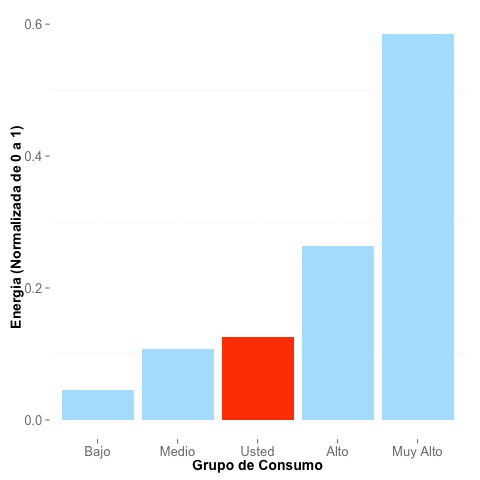 0.6
0.4
0.2
0.0
Energia (Normalizada de 0 a 1)
Bajo Medio Usted Alto Muy Alto
Grupo de Consumo